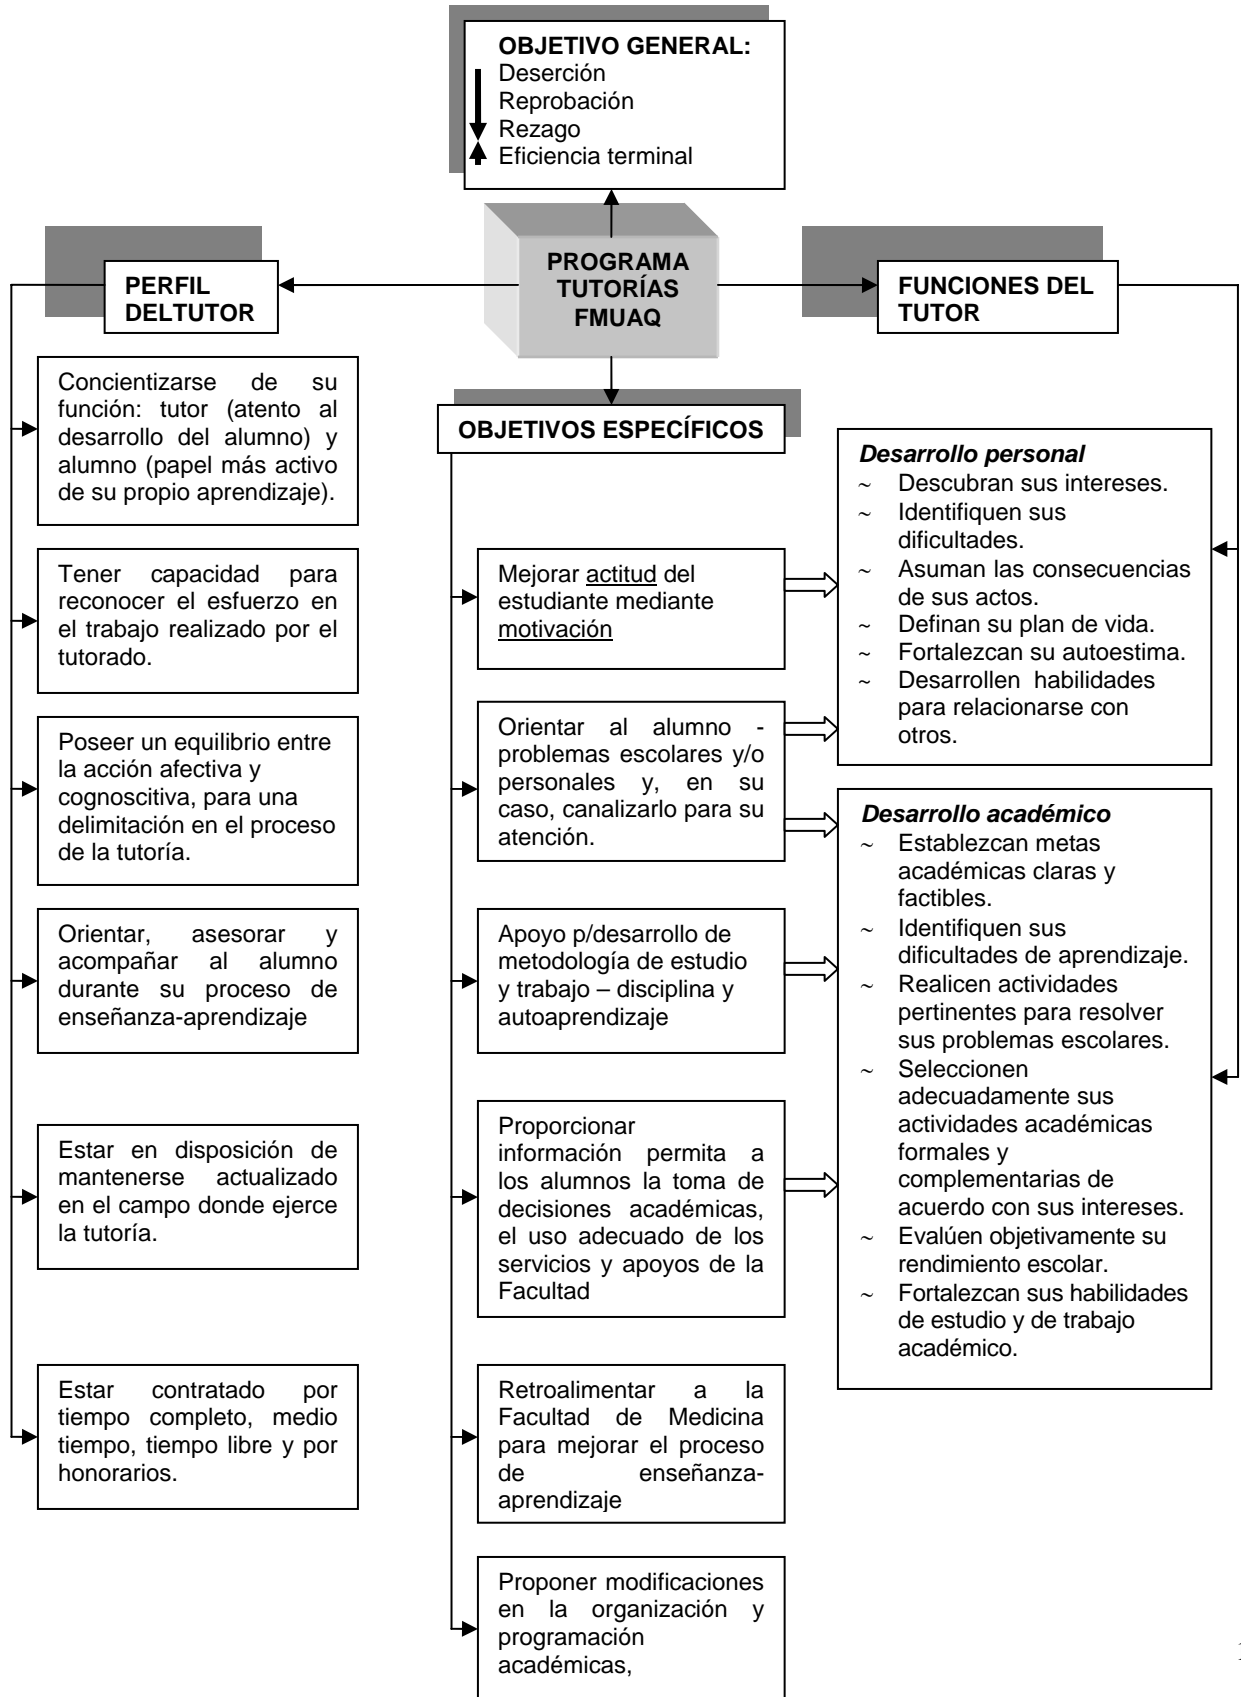 OBJETIVO GENERAL:
Deserción
Reprobación
Rezago
Eficiencia terminal
PROGRAMA
TUTORÍAS
FMUAQ
PERFIL
DELTUTOR
Concientizarse de su
función: tutor (atento al
desarrollo del alumno) y
alumno (papel más activo
de su propio aprendizaje).
Tener capacidad para
reconocer el esfuerzo en
el trabajo realizado por el
tutorado.
Poseer un equilibrio entre
la acción afectiva y
cognoscitiva, para una
delimitación en el proceso
de la tutoría.
Orientar, asesorar y
acompañar al alumno
durante su proceso de
enseñanza-aprendizaje
Estar en disposición de
mantenerse actualizado
en el campo donde ejerce
la tutoría.
Estar contratado por
tiempo completo, medio
tiempo, tiempo libre y por
honorarios.
OBJETIVOS ESPECÍFICOS
Mejorar actitud del
estudiante mediante
motivación
Orientar al alumno -
problemas escolares y/o
personales y, en su
caso, canalizarlo para su
atención.
Apoyo p/desarrollo de
metodología de estudio
y trabajo – disciplina y
autoaprendizaje
Proporcionar
información permita a
los alumnos la toma de
decisiones académicas,
el uso adecuado de los
servicios y apoyos de la
Facultad
Retroalimentar a la
Facultad de Medicina
para mejorar el proceso
de enseñanza-
aprendizaje
Proponer modificaciones
en la organización y
programación
académicas,
FUNCIONES DEL
TUTOR
Desarrollo personal
~ Descubran sus intereses.
~ Identifiquen sus
dificultades.
~ Asuman las consecuencias
de sus actos.
~ Definan su plan de vida.
~ Fortalezcan su autoestima.
~ Desarrollen habilidades
para relacionarse con
otros.
Desarrollo académico
~ Establezcan metas
académicas claras y
factibles.
~ Identifiquen sus
dificultades de aprendizaje.
~ Realicen actividades
pertinentes para resolver
sus problemas escolares.
~ Seleccionen
adecuadamente sus
actividades académicas
formales y
complementarias de
acuerdo con sus intereses.
~ Evalúen objetivamente su
rendimiento escolar.
~ Fortalezcan sus habilidades
de estudio y de trabajo
académico.